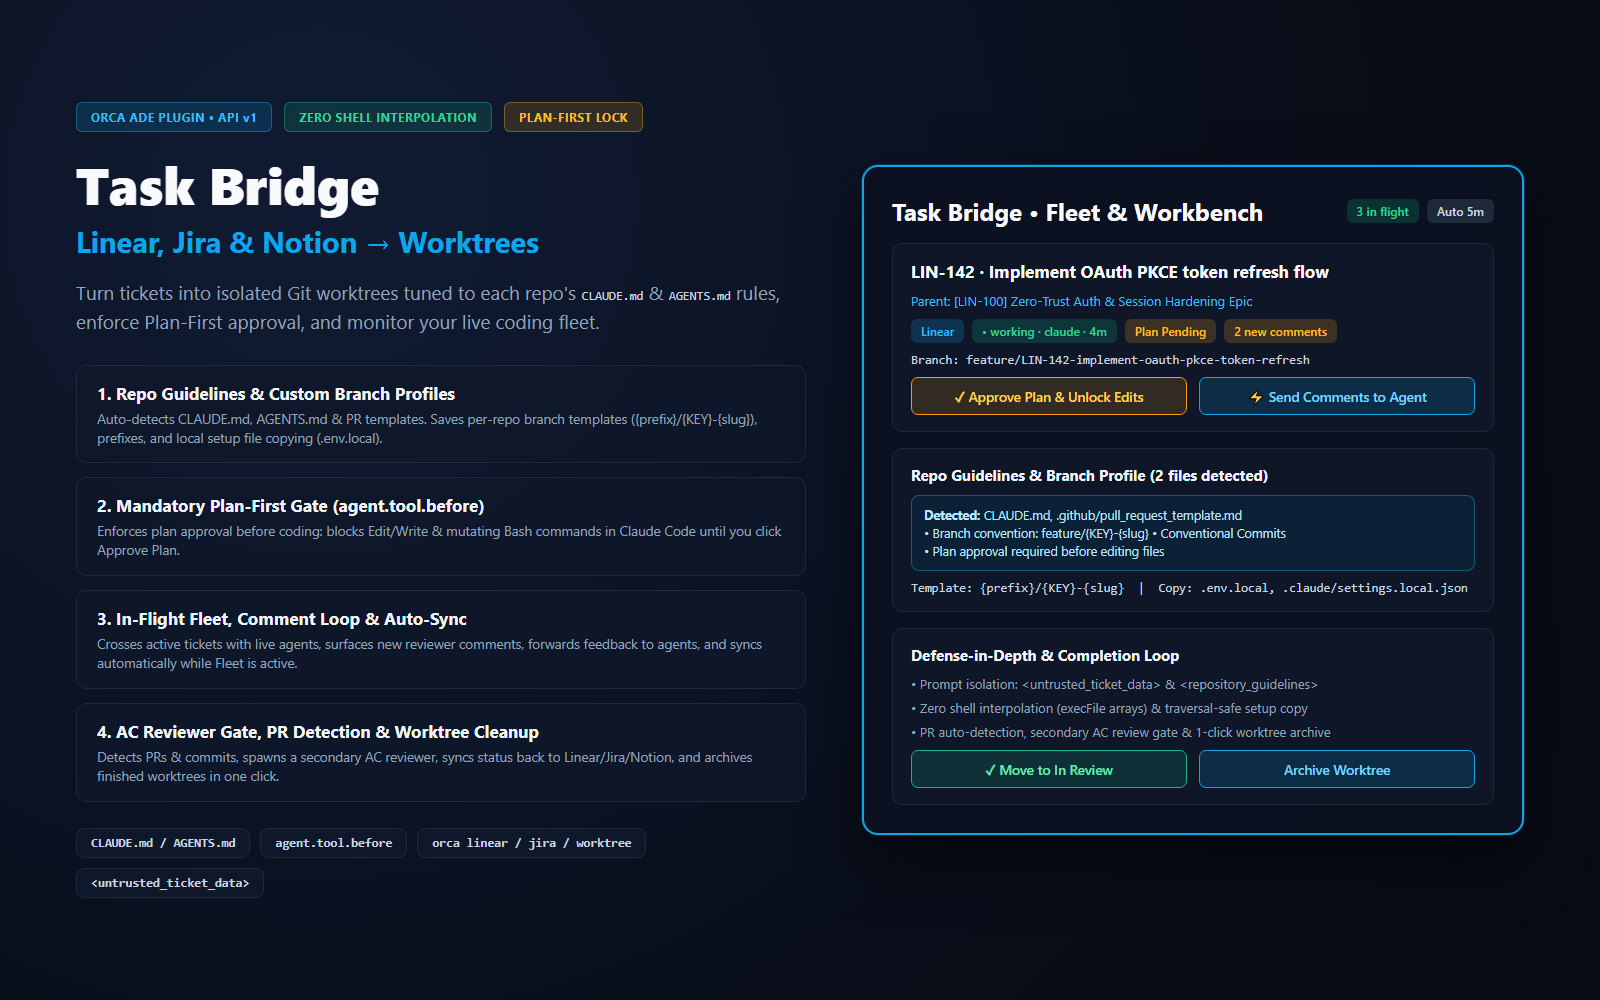 ORCA ADE PLUGIN • API v1
ZERO SHELL INTERPOLATION
PLAN-FIRST LOCK
Task Bridge
Linear, Jira & Notion → Worktrees
Turn tickets into isolated Git worktrees tuned to each repo's CLAUDE.md & AGENTS.md rules,
enforce Plan-First approval, and monitor your live coding fleet.
1. Repo Guidelines & Custom Branch Profiles
Auto-detects CLAUDE.md, AGENTS.md & PR templates. Saves per-repo branch templates ({prefix}/{KEY}-{slug}),
prefixes, and local setup file copying (.env.local).
2. Mandatory Plan-First Gate (agent.tool.before)
Enforces plan approval before coding: blocks Edit/Write & mutating Bash commands in Claude Code until you click
Approve Plan.
3. In-Flight Fleet, Comment Loop & Auto-Sync
Crosses active tickets with live agents, surfaces new reviewer comments, forwards feedback to agents, and syncs
automatically while Fleet is active.
4. AC Reviewer Gate, PR Detection & Worktree Cleanup
Detects PRs & commits, spawns a secondary AC reviewer, syncs status back to Linear/Jira/Notion, and archives
finished worktrees in one click.
CLAUDE.md / AGENTS.md
agent.tool.before
orca linear / jira / worktree
<untrusted_ticket_data>
Task Bridge • Fleet & Workbench
3 in flight
Auto 5m
LIN-142 · Implement OAuth PKCE token refresh flow
Parent: [LIN-100] Zero-Trust Auth & Session Hardening Epic
Linear
• working · claude · 4m
Plan Pending
2 new comments
Branch: feature/LIN-142-implement-oauth-pkce-token-refresh
✓ Approve Plan & Unlock Edits
⚡ Send Comments to Agent
Repo Guidelines & Branch Profile (2 files detected)
Detected: CLAUDE.md, .github/pull_request_template.md
• Branch convention: feature/{KEY}-{slug} • Conventional Commits
• Plan approval required before editing files
Template: {prefix}/{KEY}-{slug} | Copy: .env.local, .claude/settings.local.json
Defense-in-Depth & Completion Loop
• Prompt isolation: <untrusted_ticket_data> & <repository_guidelines>
• Zero shell interpolation (execFile arrays) & traversal-safe setup copy
• PR auto-detection, secondary AC review gate & 1-click worktree archive
✓ Move to In Review
Archive Worktree